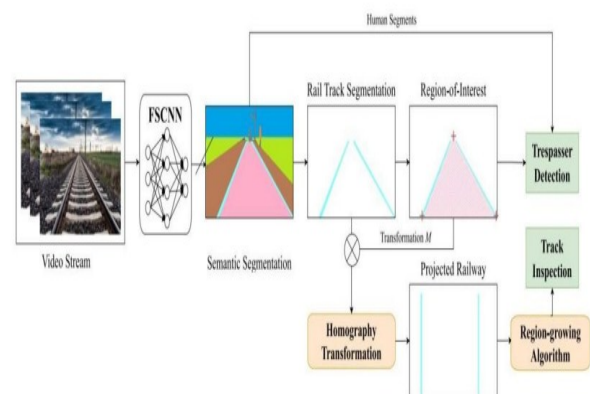 Human Segments
FSCNN
Rail Track Segmentation
Region-of-Interest
Trespasser
Detection
Video Stream
Semantic Segmentation
Transformation M
Track
Inspection
Projected Railway
Homography
Transformation
Region-growing
Algorithm